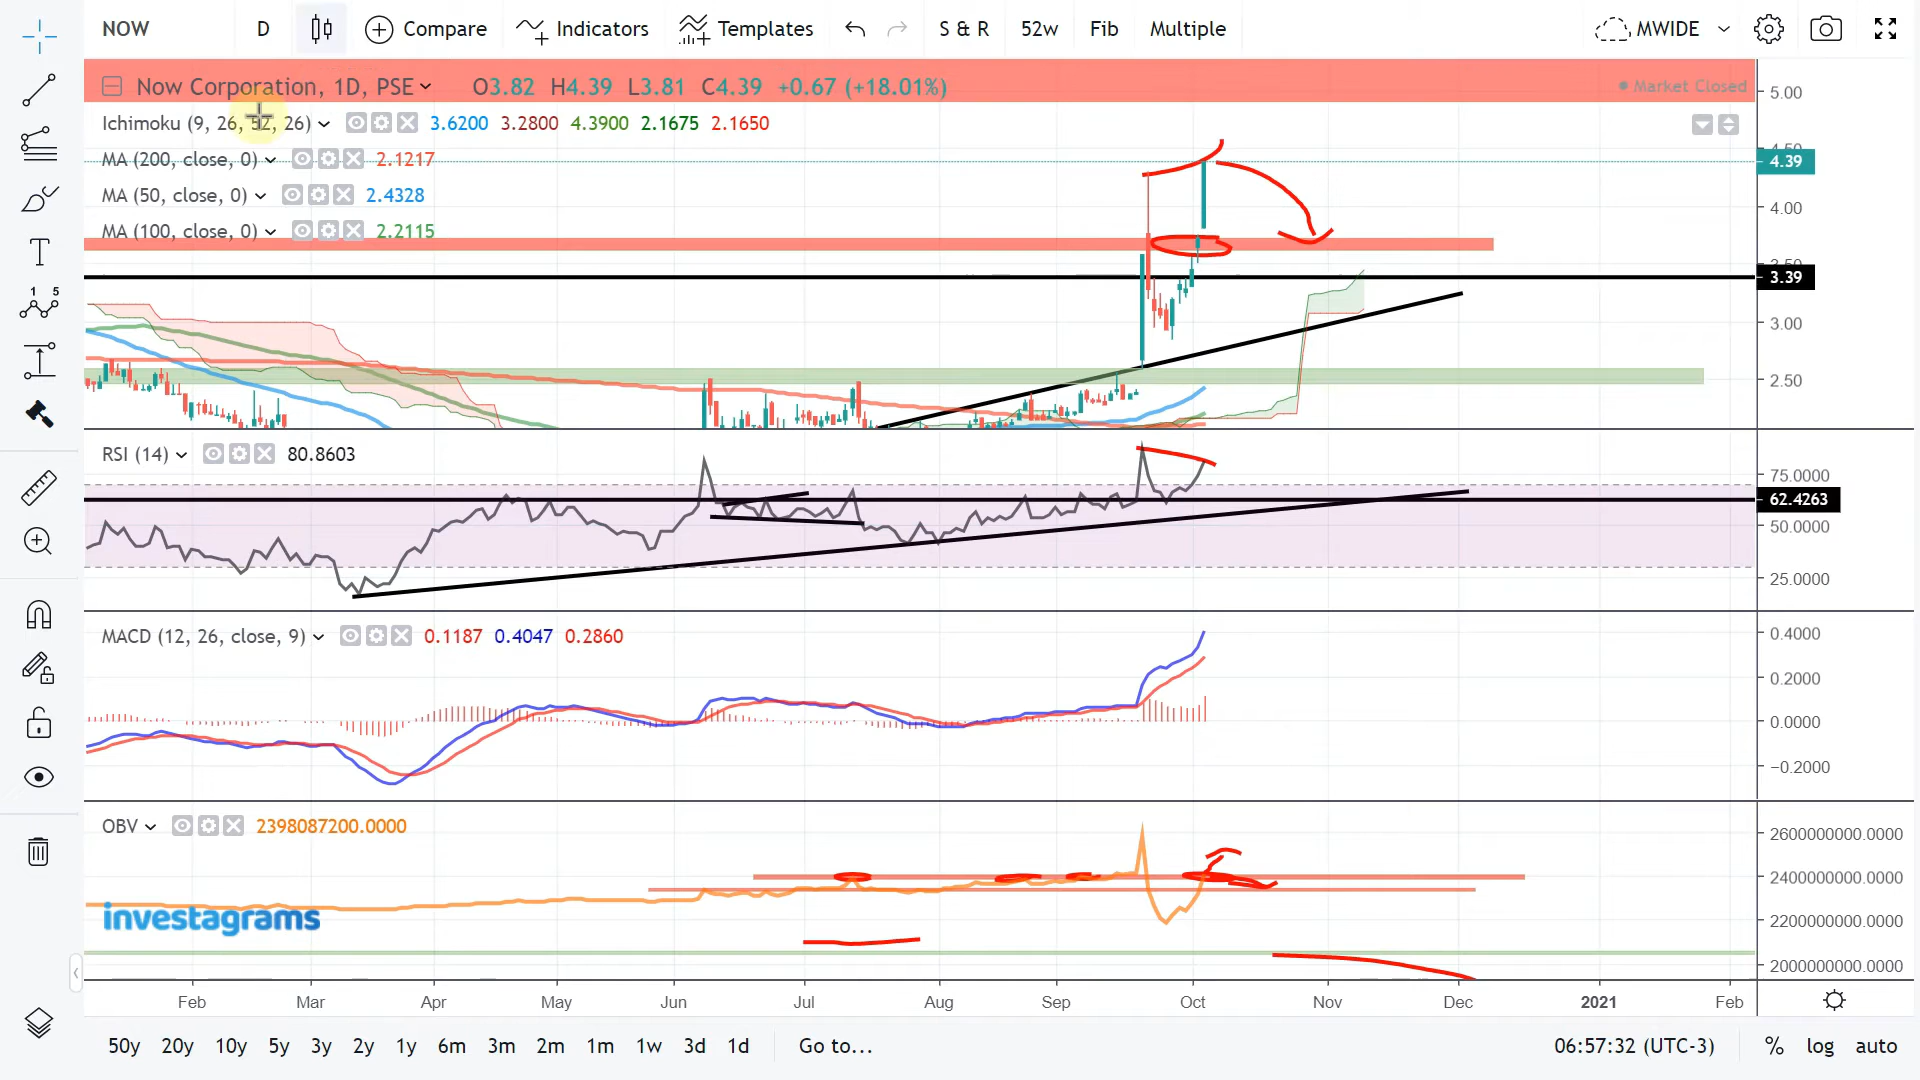 NOW D Compare Indicators Templates S & R 52w Fib Multiple MWIDE
Now Corporation, 1D, PSE O3.82 H4.39 L3.81 C4.39 +0.67 (+18.01%) Market Closed
Ichimoku (9, 26, 52, 26) 3.6200 3.2800 4.3900 2.1675 2.1650
MA (200, close, 0) 2.1217
MA (50, close, 0) 2.4328
MA (100, close, 0) 2.2115
5.00
4.50
4.39
4.00
3.50
3.39
3.00
2.50
RSI (14) 80.8603
75.0000
62.4263
50.0000
25.0000
MACD (12, 26, close, 9) 0.1187 0.4047 0.2860
0.4000
0.2000
0.0000
−0.2000
OBV 2398087200.0000
2600000000.0000
2400000000.0000
2200000000.0000
2000000000.0000
investagrams
Feb Mar Apr May Jun Jul Aug Sep Oct Nov Dec 2021 Feb
50y 20y 10y 5y 3y 2y 1y 6m 3m 2m 1m 1w 3d 1d Go to... 06:57:32 (UTC-3) % log auto
1 5